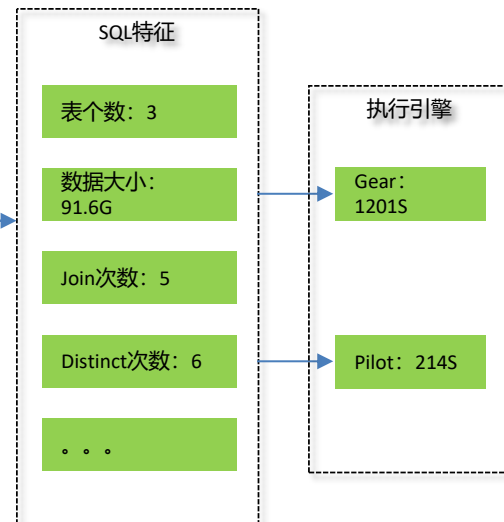 SQL特征
表个数：3
数据大小：
91.6G
Join次数：5
Distinct次数：6
。。。
执行引擎
Gear：
1201S
Pilot：214S